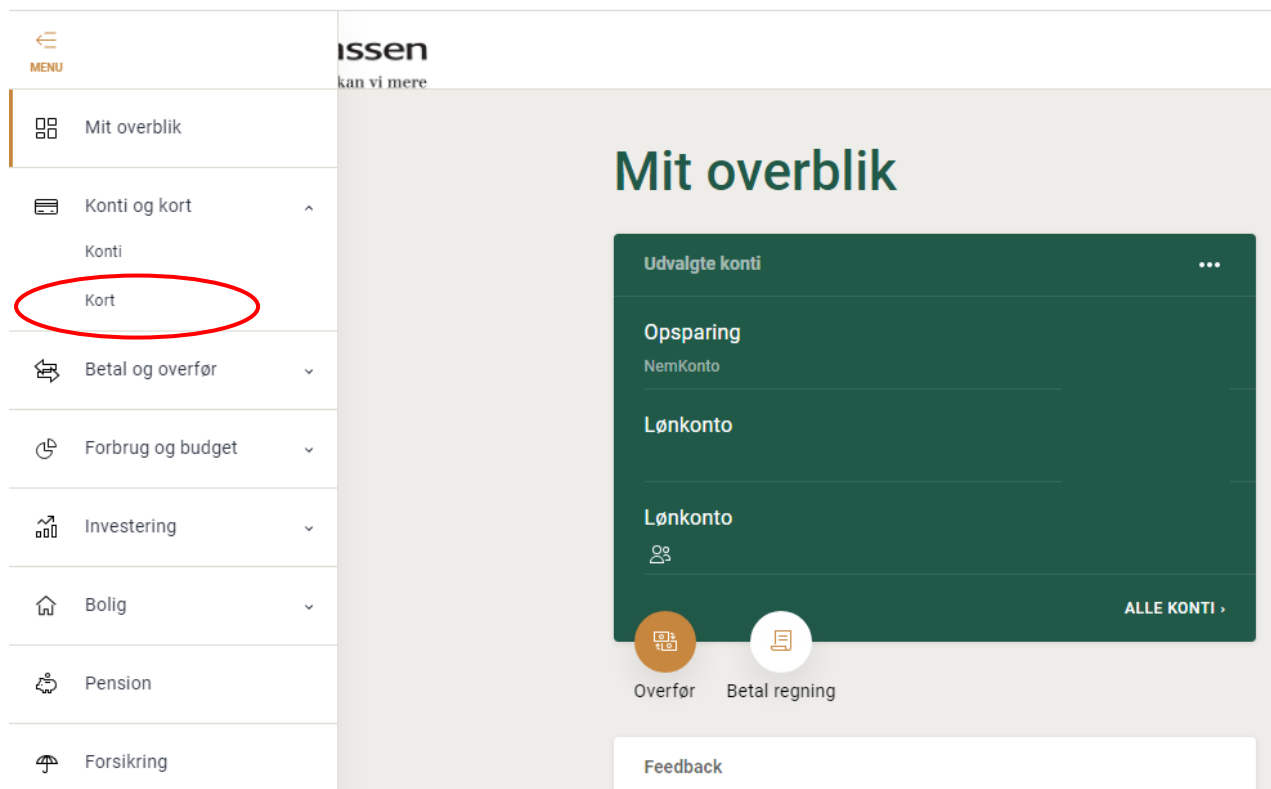 MENU
Mit overblik
Konti og kort
Konti
Kort
Betal og overfør
Forbrug og budget
Investering
Bolig
Pension
Forsikring
ssen
kan vi mere
Mit overblik
Udvalgte konti
Opsparing
NemKonto
Lønkonto
Lønkonto
ALLE KONTI ›
Overfør
Betal regning
Feedback